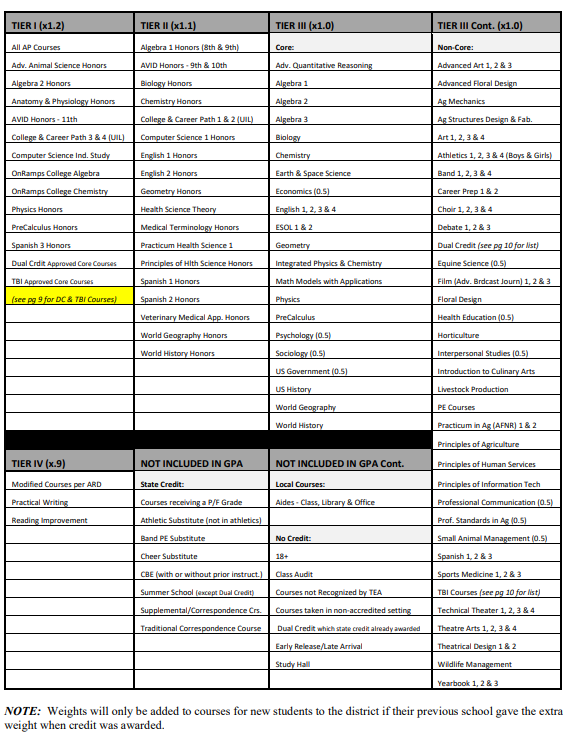 TIER I (x1.2)
All AP Courses
Adv. Animal Science Honors
Algebra 2 Honors
Anatomy & Physiology Honors
AVID Honors - 11th
College & Career Path 3 & 4 (UIL)
Computer Science Ind. Study
OnRamps College Algebra
OnRamps College Chemistry
Physics Honors
PreCalculus Honors
Spanish 3 Honors
Dual Crdit Approved Core Courses
TBI Approved Core Courses
(see pg 9 for DC & TBI Courses)
TIER II (x1.1)
Algebra 1 Honors (8th & 9th)
AVID Honors - 9th & 10th
Biology Honors
Chemistry Honors
College & Career Path 1 & 2 (UIL)
Computer Science 1 Honors
English 1 Honors
English 2 Honors
Geometry Honors
Health Science Theory
Medical Terminology Honors
Practicum Health Science 1
Principles of Hlth Science Honors
Spanish 1 Honors
Spanish 2 Honors
Veterinary Medical App. Honors
World Geography Honors
World History Honors
TIER III (x1.0)
Core:
Adv. Quantitative Reasoning
Algebra 1
Algebra 2
Algebra 3
Biology
Chemistry
Earth & Space Science
Economics (0.5)
English 1, 2, 3 & 4
ESOL 1 & 2
Geometry
Integrated Physics & Chemistry
Math Models with Applications
Physics
PreCalculus
Psychology (0.5)
Sociology (0.5)
US Government (0.5)
US History
World Geography
World History
TIER III Cont. (x1.0)
Non-Core:
Advanced Art 1, 2 & 3
Advanced Floral Design
Ag Mechanics
Ag Structures Design & Fab.
Art 1, 2, 3 & 4
Athletics 1, 2, 3 & 4 (Boys & Girls)
Band 1, 2, 3 & 4
Career Prep 1 & 2
Choir 1, 2, 3 & 4
Debate 1, 2 & 3
Dual Credit (see pg 10 for list)
Equine Science (0.5)
Film (Adv. Brdcast Journ) 1, 2 & 3
Floral Design
Health Education (0.5)
Horticulture
Interpersonal Studies (0.5)
Introduction to Culinary Arts
Livestock Production
PE Courses
Practicum in Ag (AFNR) 1 & 2
Principles of Agriculture
Principles of Human Services
Principles of Information Tech
Professional Communication (0.5)
Prof. Standards in Ag (0.5)
Small Animal Management (0.5)
Spanish 1, 2 & 3
Sports Medicine 1, 2 & 3
TBI Courses (see pg 10 for list)
Technical Theater 1, 2, 3 & 4
Theatre Arts 1, 2, 3 & 4
Theatrical Design 1 & 2
Wildlife Management
Yearbook 1, 2 & 3
TIER IV (x.9)
Modified Courses per ARD
Practical Writing
Reading Improvement
NOT INCLUDED IN GPA
State Credit:
Courses receiving a P/F Grade
Athletic Substitute (not in athletics)
Band PE Substitute
Cheer Substitute
CBE (with or without prior instruct.)
Summer School (except Dual Credit)
Supplemental/Correspondence Crs.
Traditional Correspondence Course
NOT INCLUDED IN GPA Cont.
Local Courses:
Aides - Class, Library & Office
No Credit:
18+
Class Audit
Courses not Recognized by TEA
Courses taken in non-accredited setting
Dual Credit which state credit already awarded
Early Release/Late Arrival
Study Hall
NOTE: Weights will only be added to courses for new students to the district if their previous school gave the extra
weight when credit was awarded.